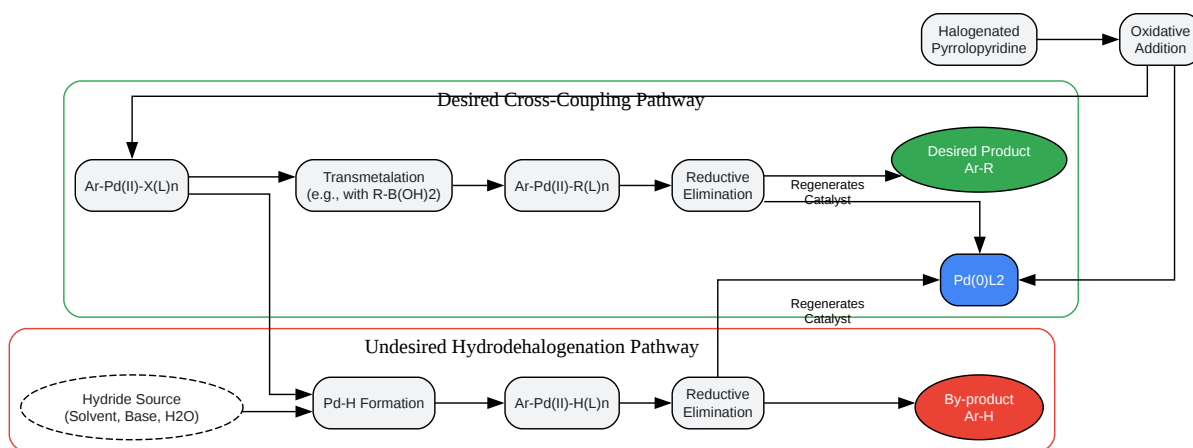 Halogenated
Pyrrolopyridine
Oxidative
Addition
Desired Cross-Coupling Pathway
Ar-Pd(II)-X(L)n
Transmetalation
(e.g., with R-B(OH)2)
Ar-Pd(II)-R(L)n
Reductive
Elimination
Regenerates
Catalyst
Desired Product
Ar-R
Pd(0)L2
Regenerates
Catalyst
Undesired Hydrodehalogenation Pathway
Hydride Source
(Solvent, Base, H2O)
Pd-H Formation
Ar-Pd(II)-H(L)n
Reductive
Elimination
By-product
Ar-H